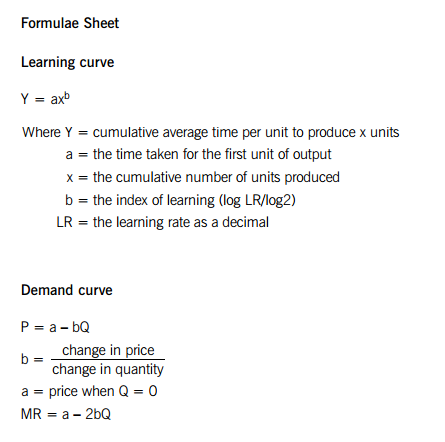 Formulae Sheet
Learning curve
Y = axᵇ
Where Y = cumulative average time per unit to produce x units
a = the time taken for the first unit of output
x = the cumulative number of units produced
b = the index of learning (log LR/log2)
LR = the learning rate as a decimal
Demand curve
P = a – bQ
b = change in price
change in quantity
a = price when Q = 0
MR = a – 2bQ